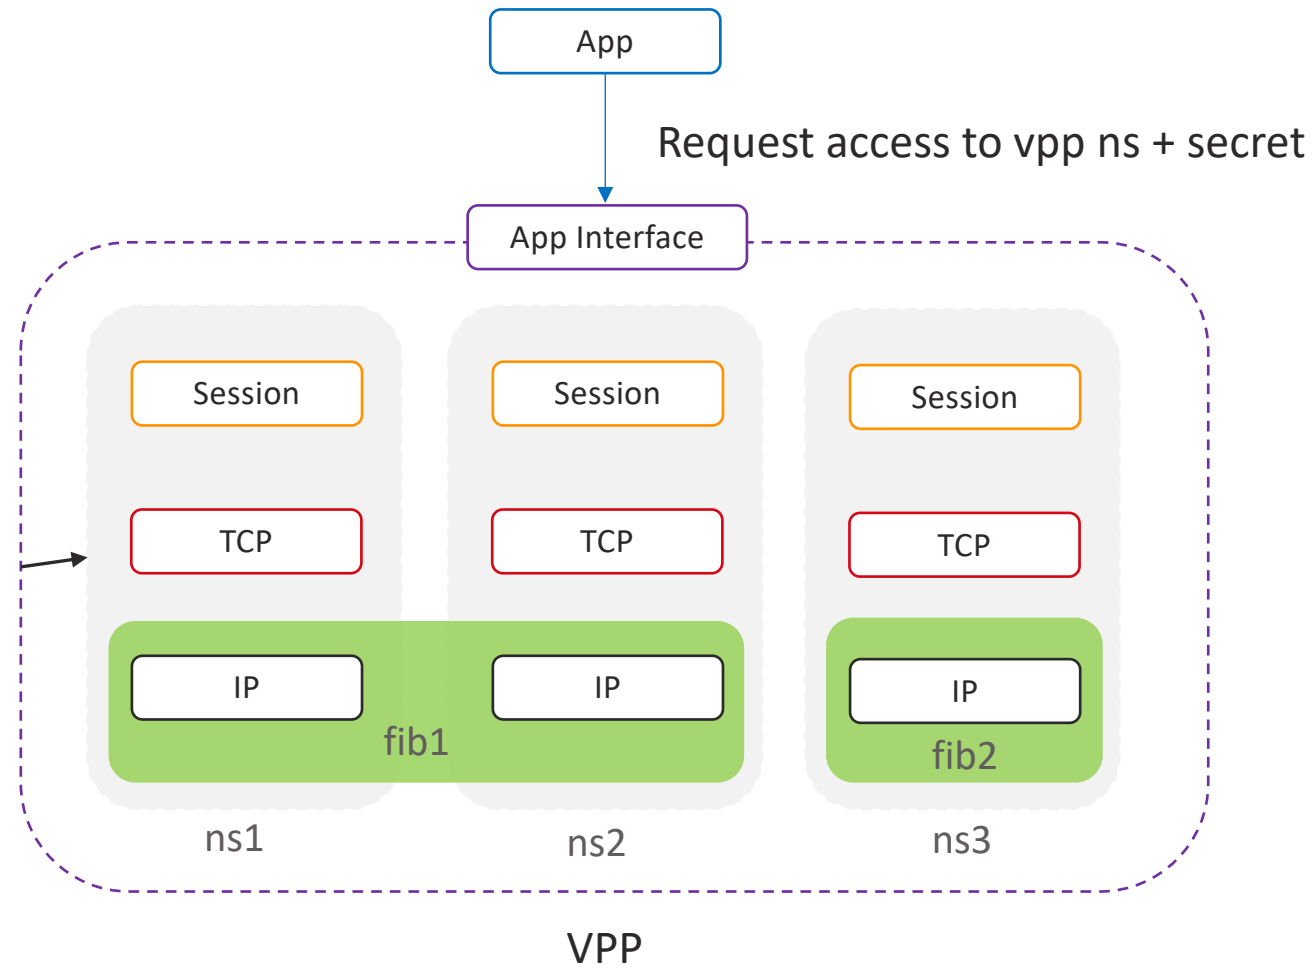 App
Request access to vpp ns + secret
App Interface
Session
Session
Session
TCP
TCP
TCP
IP
IP
IP
fib1
fib2
ns1
ns2
ns3
VPP